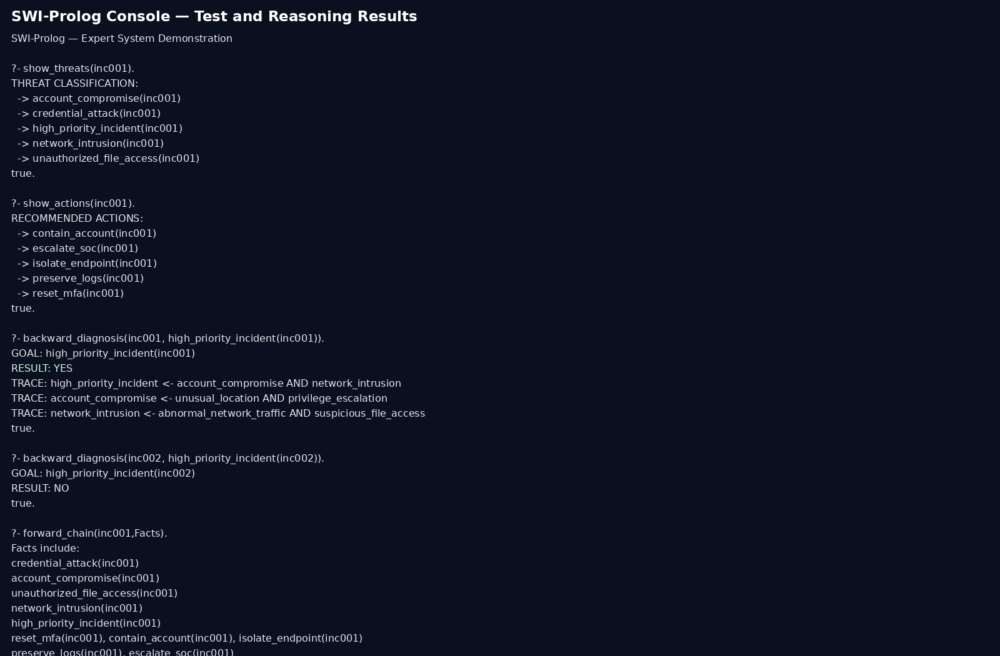 SWI-Prolog Console — Test and Reasoning Results
SWI-Prolog — Expert System Demonstration
?- show_threats(inc001).
THREAT CLASSIFICATION:
-> account_compromise(inc001)
-> credential_attack(inc001)
-> high_priority_incident(inc001)
-> network_intrusion(inc001)
-> unauthorized_file_access(inc001)
true.
?- show_actions(inc001).
RECOMMENDED ACTIONS:
-> contain_account(inc001)
-> escalate_soc(inc001)
-> isolate_endpoint(inc001)
-> preserve_logs(inc001)
-> reset_mfa(inc001)
true.
?- backward_diagnosis(inc001, high_priority_incident(inc001)).
GOAL: high_priority_incident(inc001)
RESULT: YES
TRACE: high_priority_incident <- account_compromise AND network_intrusion
TRACE: account_compromise <- unusual_location AND privilege_escalation
TRACE: network_intrusion <- abnormal_network_traffic AND suspicious_file_access
true.
?- backward_diagnosis(inc002, high_priority_incident(inc002)).
GOAL: high_priority_incident(inc002)
RESULT: NO
true.
?- forward_chain(inc001,Facts).
Facts include:
credential_attack(inc001)
account_compromise(inc001)
unauthorized_file_access(inc001)
network_intrusion(inc001)
high_priority_incident(inc001)
reset_mfa(inc001), contain_account(inc001), isolate_endpoint(inc001)
preserve_logs(inc001), escalate_soc(inc001)